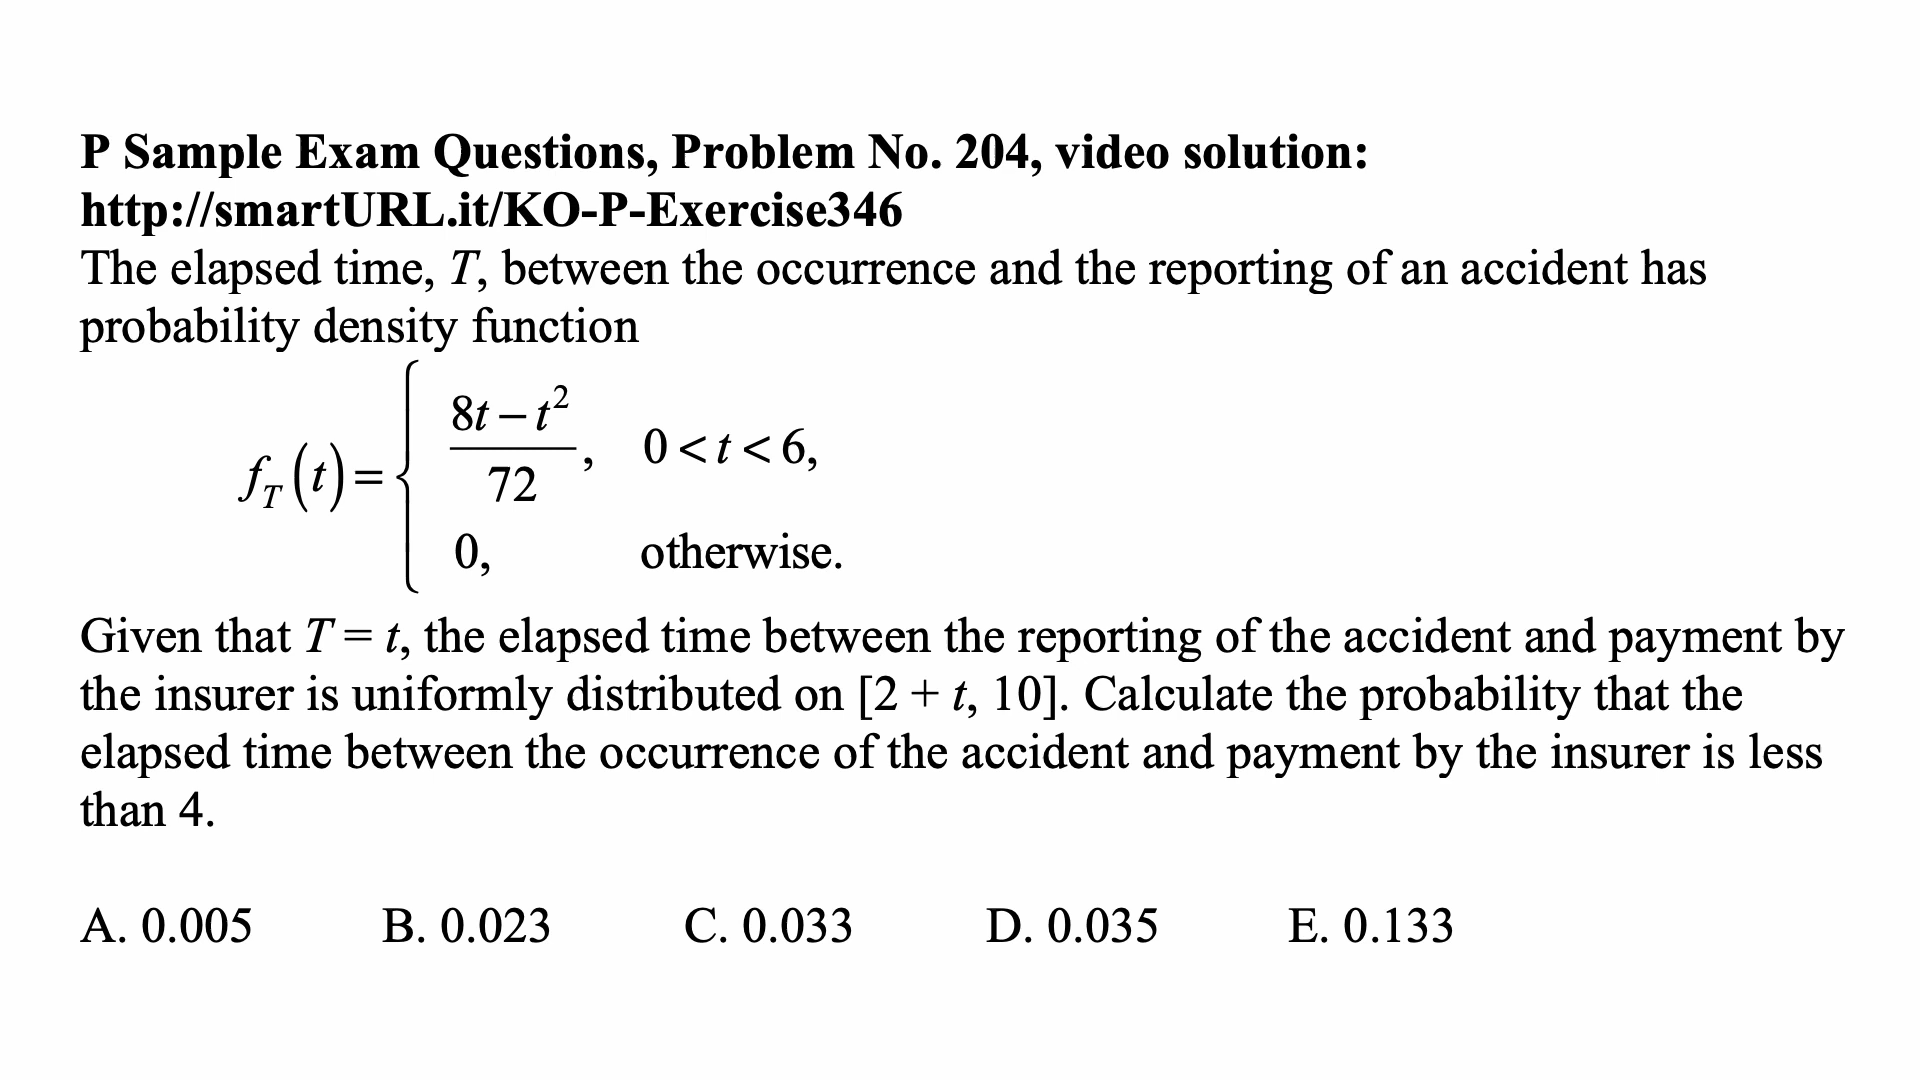 P Sample Exam Questions, Problem No. 204, video solution:
http://smartURL.it/KO-P-Exercise346
The elapsed time, T, between the occurrence and the reporting of an accident has
probability density function
f_T(t) = { (8t − t²)/72, 0 < t < 6,
0, otherwise.
Given that T = t, the elapsed time between the reporting of the accident and payment by
the insurer is uniformly distributed on [2 + t, 10]. Calculate the probability that the
elapsed time between the occurrence of the accident and payment by the insurer is less
than 4.
A. 0.005 B. 0.023 C. 0.033 D. 0.035 E. 0.133